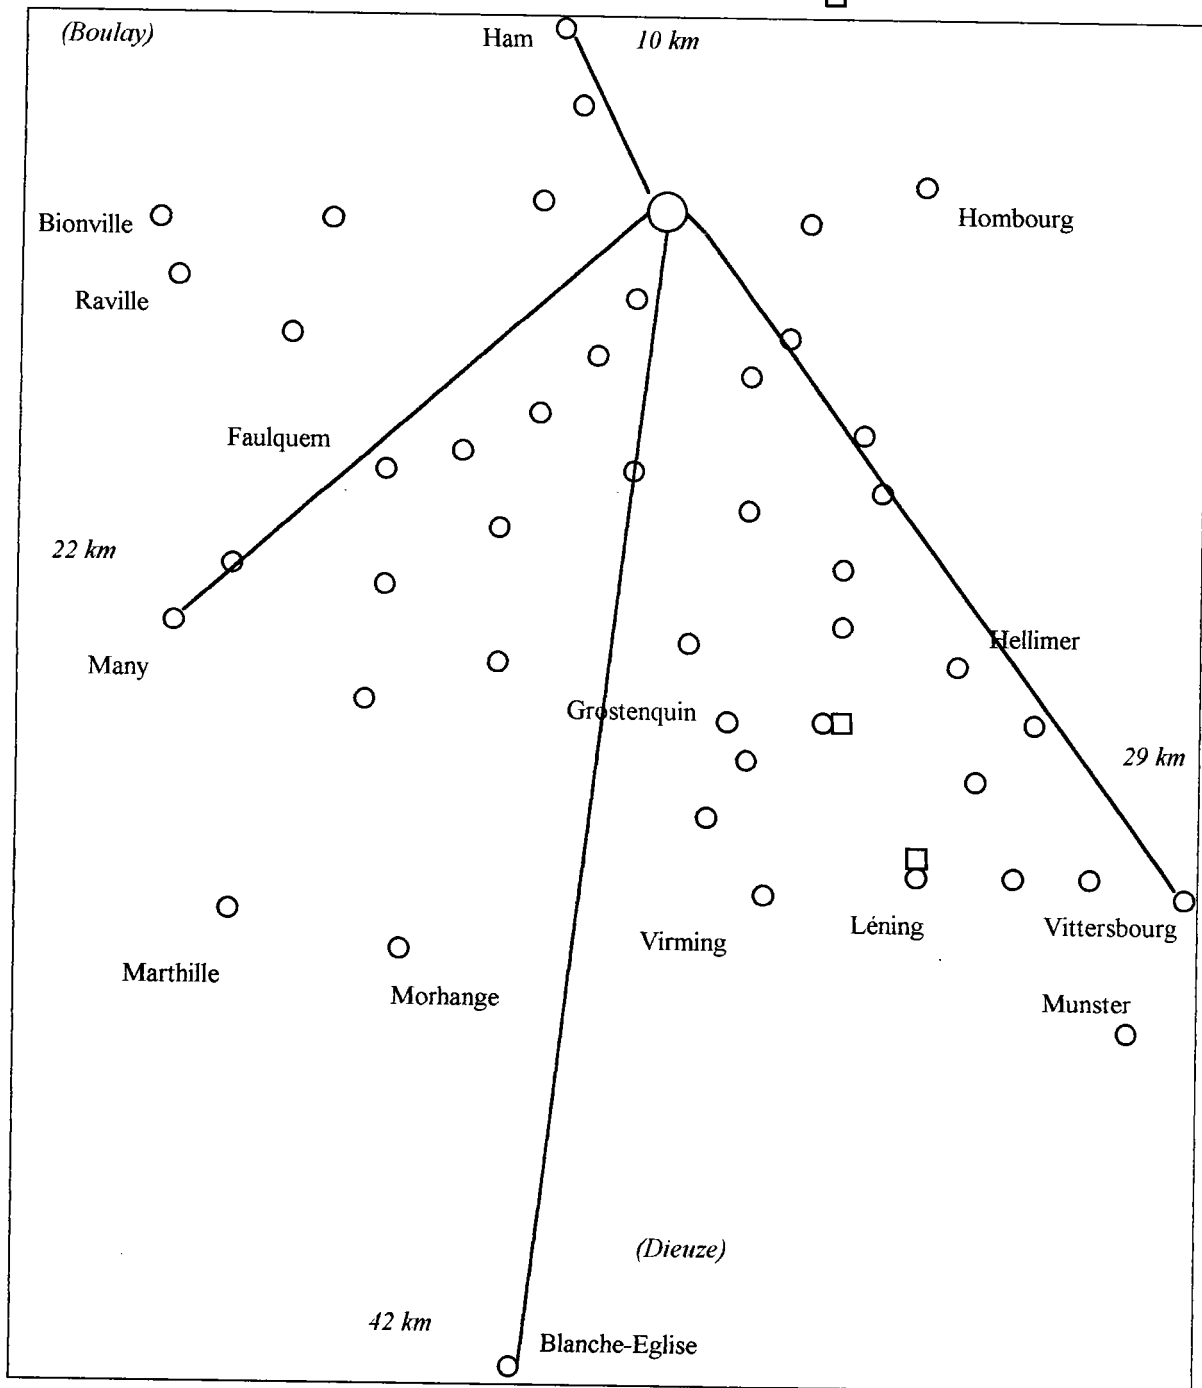 (Boulay)
Ham
10 km
Bionville
Hombourg
Raville
Faulquem
22 km
Hellimer
Many
Grostenquin
29 km
Léning
Vittersbourg
Virming
Marthille
Morhange
Munster
(Dieuze)
42 km
Blanche-Eglise